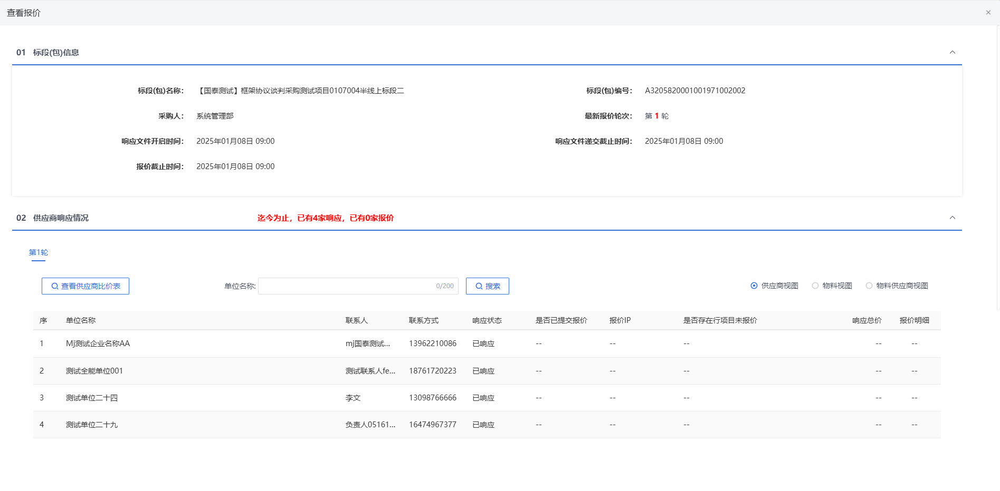 查看报价
01 标段(包)信息
标段(包)名称： 【国泰测试】框架协议谈判采购测试项目0107004半线上标段二 标段(包)编号： A3205820001001971002002
采购人： 系统管理部 最新报价轮次： 第 1 轮
响应文件开启时间： 2025年01月08日 09:00 响应文件递交截止时间： 2025年01月08日 09:00
报价截止时间： 2025年01月08日 09:00
02 供应商响应情况 迄今为止，已有4家响应，已有0家报价
第1轮
查看供应商比价表 单位名称: 0/200 搜索 供应商视图 物料视图 物料供应商视图
序 单位名称 联系人 联系方式 响应状态 是否已提交报价 报价IP 是否存在行项目未报价 响应总价 报价明细
1 Mj测试企业名称AA mj国泰测试... 13962210086 已响应 -- -- -- -- --
2 测试全能单位001 测试联系人fe... 18761720223 已响应 -- -- -- -- --
3 测试单位二十四 李文 13098766666 已响应 -- -- -- -- --
4 测试单位二十九 负责人05161... 16474967377 已响应 -- -- -- -- --